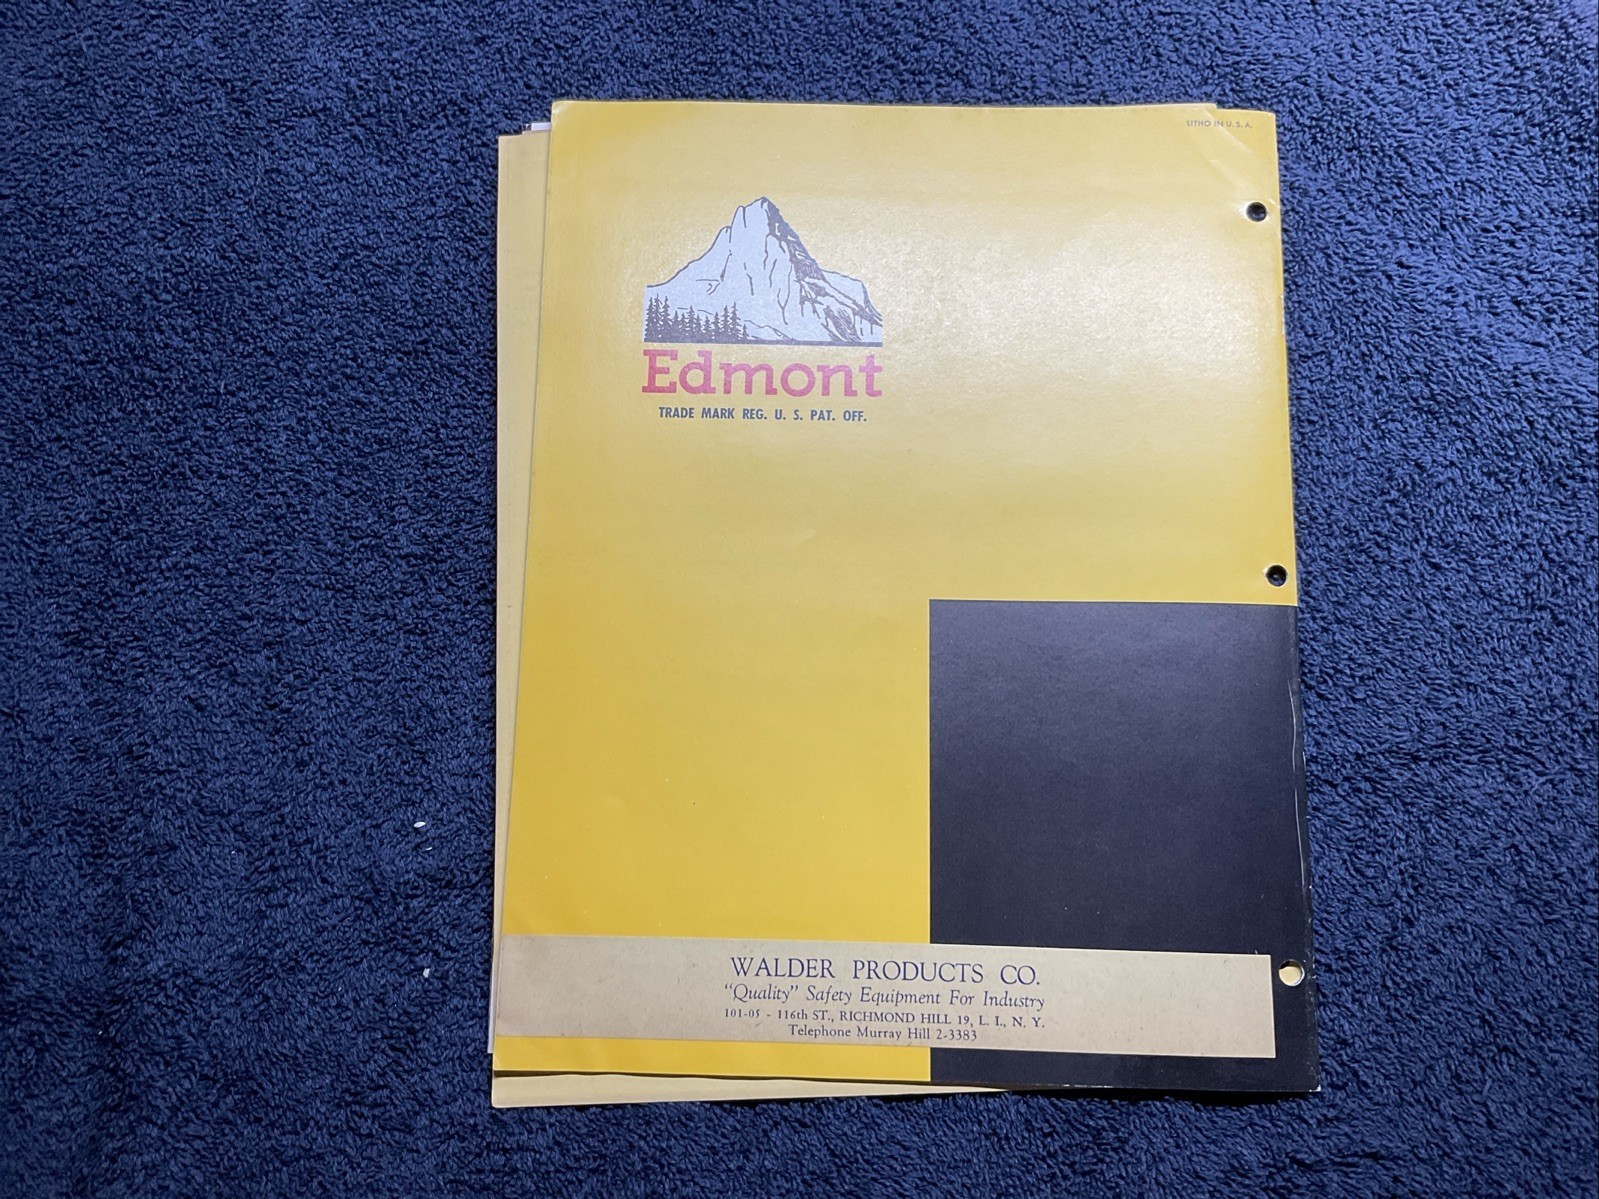 LITHO IN U. S. A.
Edmont
TRADE MARK REG. U. S. PAT. OFF.
WALDER PRODUCTS CO.
"Quality" Safety Equipment For Industry
101-05 - 116th ST., RICHMOND HILL 19, L. I., N. Y.
Telephone Murray Hill 2-3383